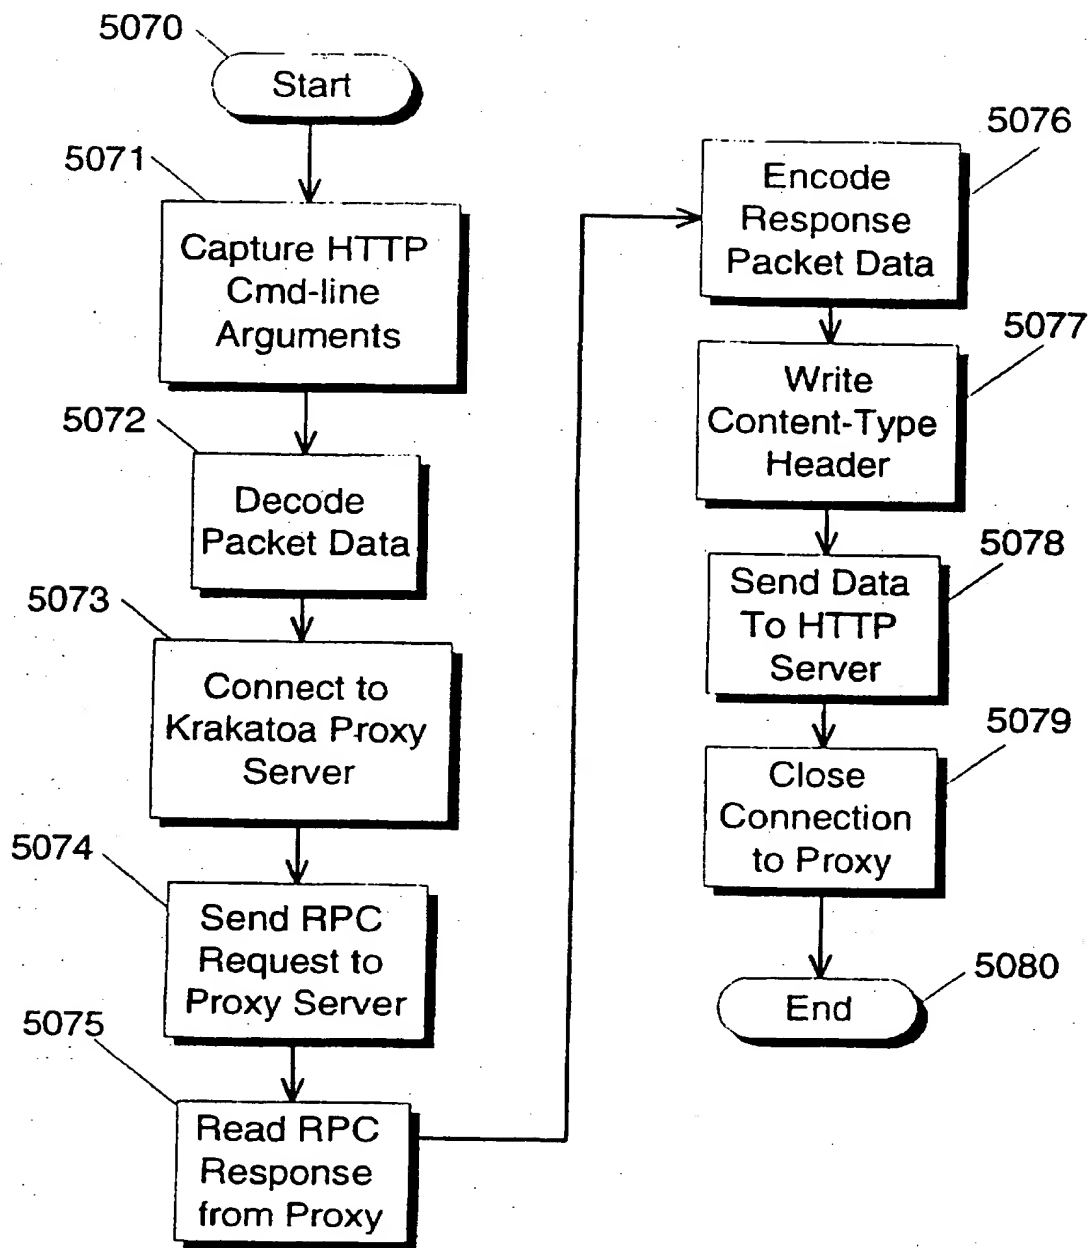 5070
Start
5071
Capture HTTP
Cmd-line
Arguments
5072
Decode
Packet Data
5073
Connect to
Krakatoa Proxy
Server
5074
Send RPC
Request to
Proxy Server
5075
Read RPC
Response
from Proxy
5076
Encode
Response
Packet Data
5077
Write
Content-Type
Header
5078
Send Data
To HTTP
Server
5079
Close
Connection
to Proxy
5080
End